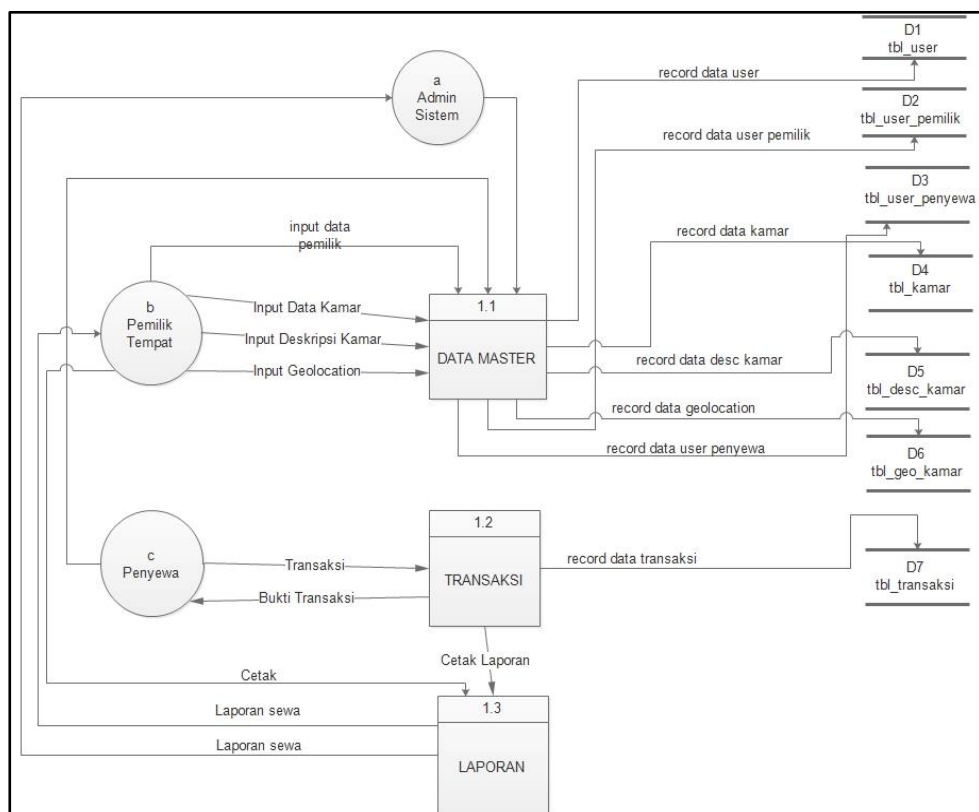 D1
tbl_user
record data user
a
Admin
Sistem
D2
tbl_user_pemilik
record data user pemilik
D3
tbl_user_penyewa
input data
pemilik
record data kamar
D4
tbl_kamar
b
Pemilik
Tempat
Input Data Kamar
Input Deskripsi Kamar
Input Geolocation
1.1
DATA MASTER
record data desc kamar
D5
tbl_desc_kamar
record data geolocation
record data user penyewa
D6
tbl_geo_kamar
c
Penyewa
Transaksi
Bukti Transaksi
1.2
TRANSAKSI
record data transaksi
D7
tbl_transaksi
Cetak Laporan
Cetak
Laporan sewa
Laporan sewa
1.3
LAPORAN